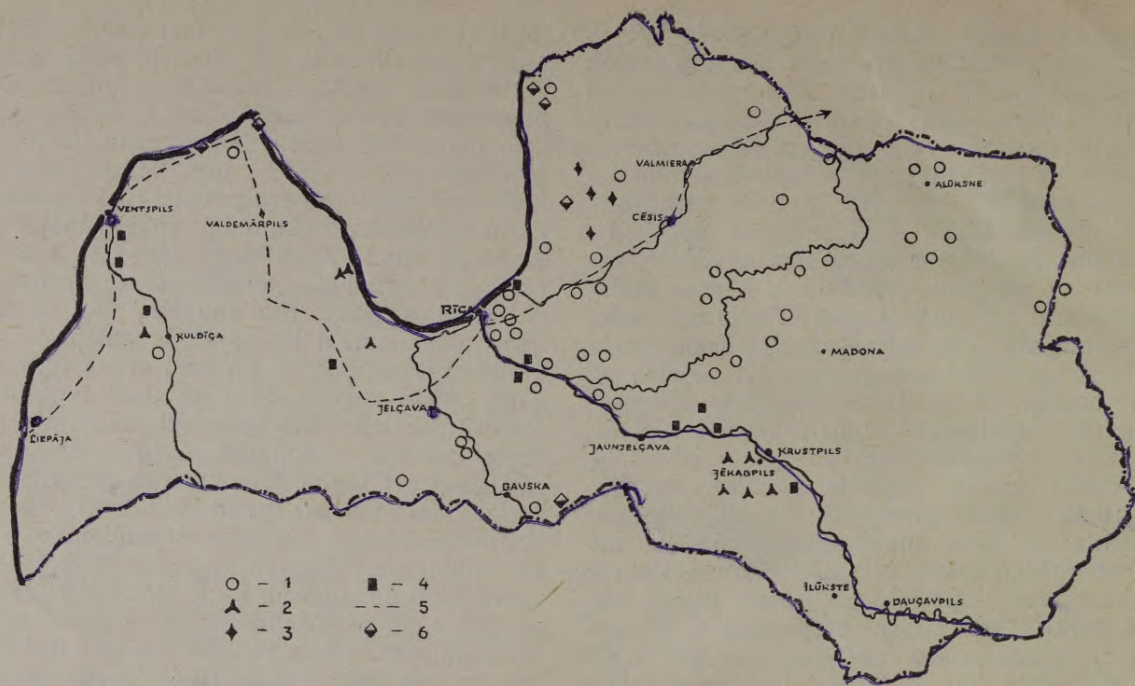 VALMIERA
ALŪKSNE
VENTSPILS
CĒSIS
VALDEMĀRPILS
RĪGA
KULDĪGA
MADONA
JELGAVA
LIEPĀJA
JAUNJELGAVA
KRUSTPILS
JĒKABPILS
BAUSKA
ILŪKSTE
DAUGAVPILS
○ - 1
- 2
- 3
■ - 4
--- - 5
- 6